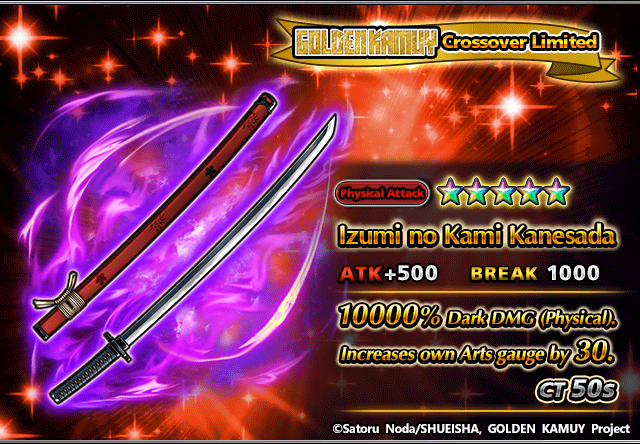 GOLDEN KAMUY Crossover Limited
Physical Attack
Izumi no Kami Kanesada
ATK+500 BREAK 1000
10000% Dark DMG (Physical).
Increases own Arts gauge by 30.
CT 50s
©Satoru Noda/SHUEISHA, GOLDEN KAMUY Project